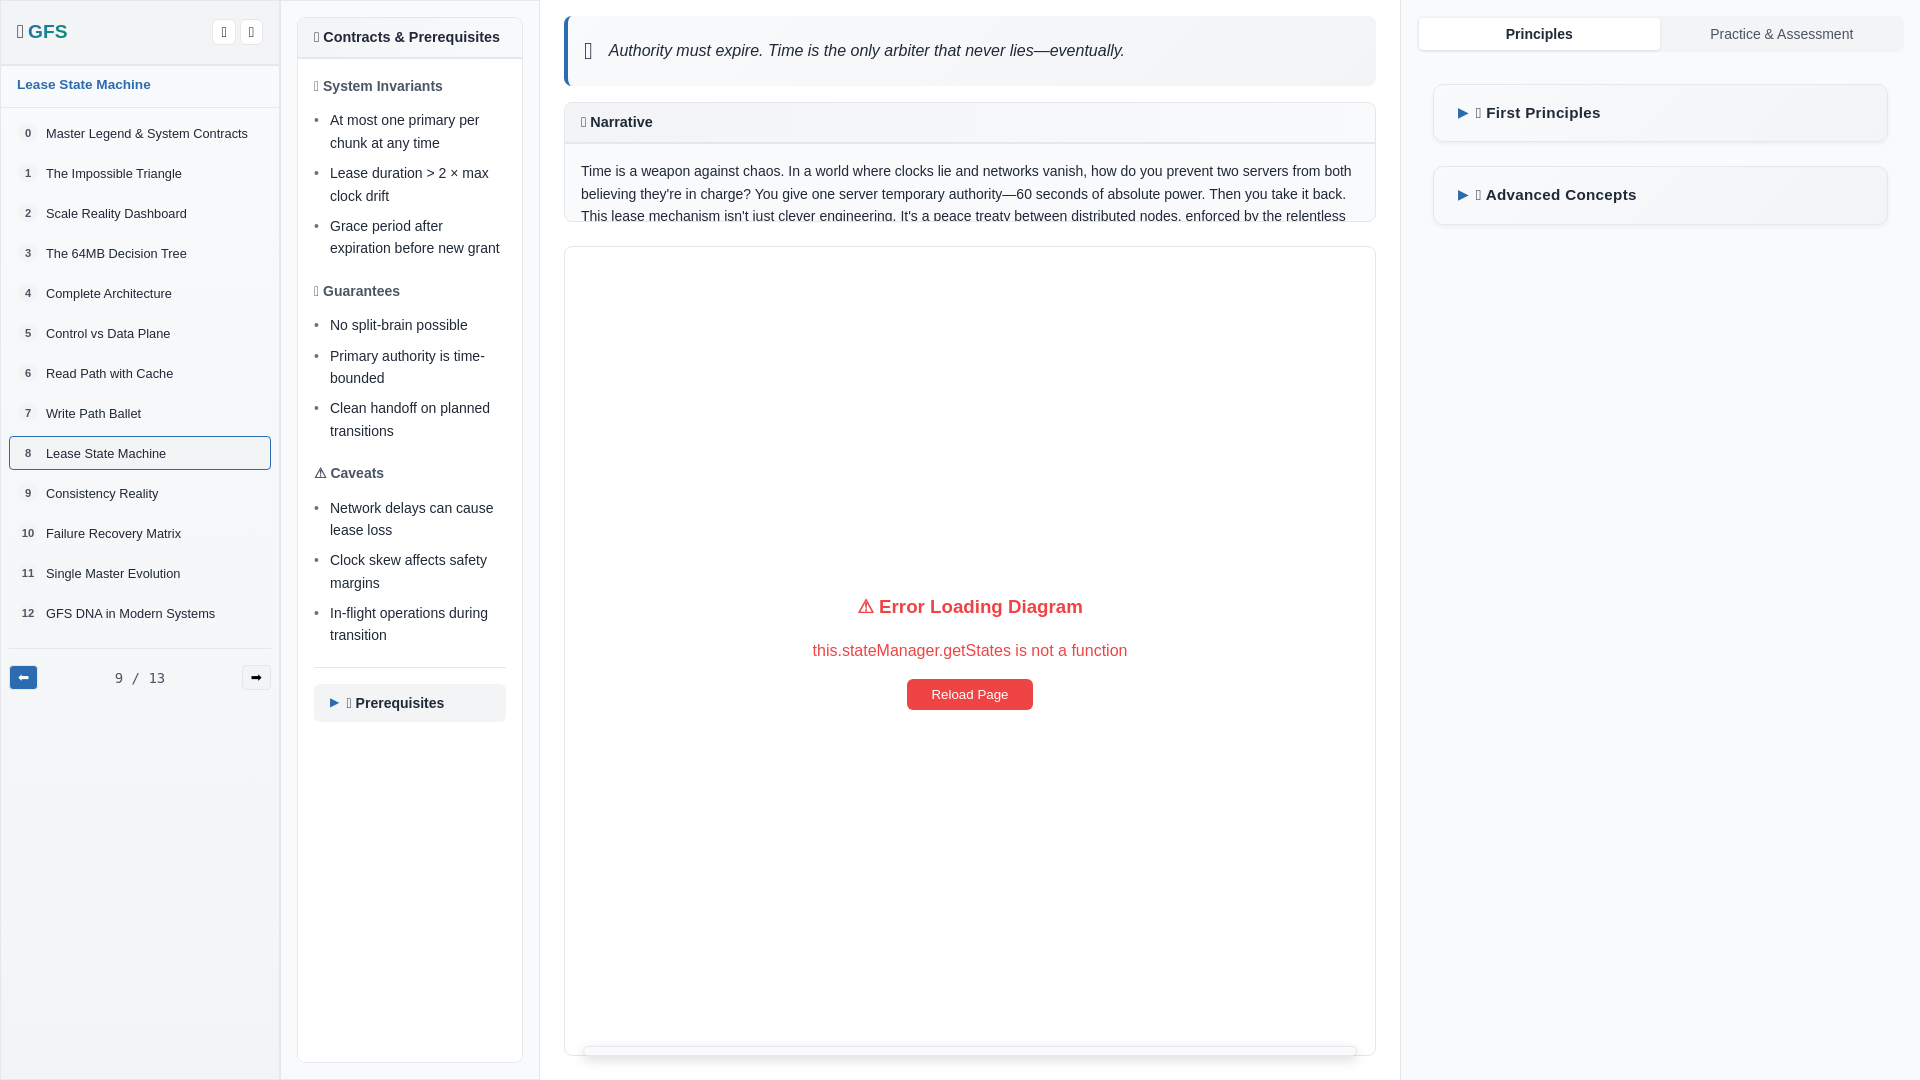 GFS
Lease State Machine
0 Master Legend & System Contracts
1 The Impossible Triangle
2 Scale Reality Dashboard
3 The 64MB Decision Tree
4 Complete Architecture
5 Control vs Data Plane
6 Read Path with Cache
7 Write Path Ballet
8 Lease State Machine
9 Consistency Reality
10 Failure Recovery Matrix
11 Single Master Evolution
12 GFS DNA in Modern Systems
9 / 13
Contracts & Prerequisites
System Invariants
• At most one primary per
chunk at any time
• Lease duration > 2 × max
clock drift
• Grace period after
expiration before new grant
Guarantees
• No split-brain possible
• Primary authority is time-
bounded
• Clean handoff on planned
transitions
⚠ Caveats
• Network delays can cause
lease loss
• Clock skew affects safety
margins
• In-flight operations during
transition
▶ Prerequisites
Authority must expire. Time is the only arbiter that never lies—eventually.
Narrative
Time is a weapon against chaos. In a world where clocks lie and networks vanish, how do you prevent two servers from both
believing they're in charge? You give one server temporary authority—60 seconds of absolute power. Then you take it back.
This lease mechanism isn't just clever engineering. It's a peace treaty between distributed nodes, enforced by the relentless
⚠ Error Loading Diagram
this.stateManager.getStates is not a function
Reload Page
Principles
Practice & Assessment
▶ First Principles
▶ Advanced Concepts